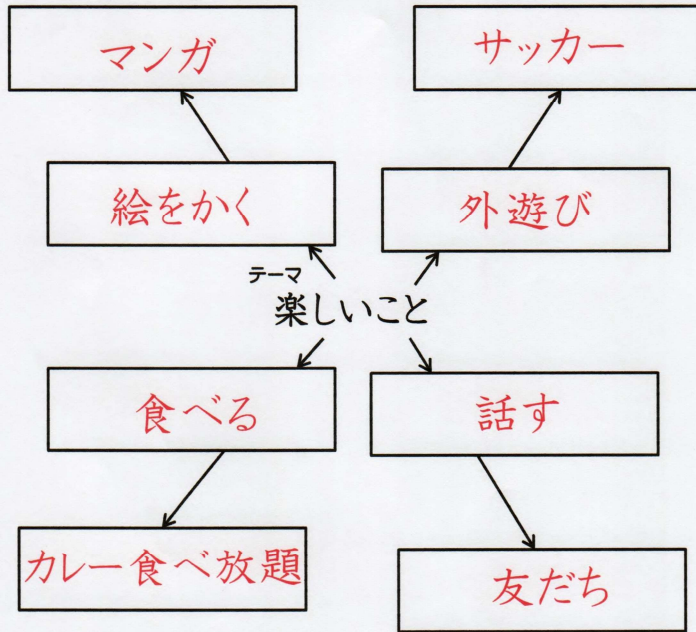 マンガ
サッカー
絵をかく
外遊び
テーマ
楽しいこと
食べる
話す
カレー食べ放題
友だち